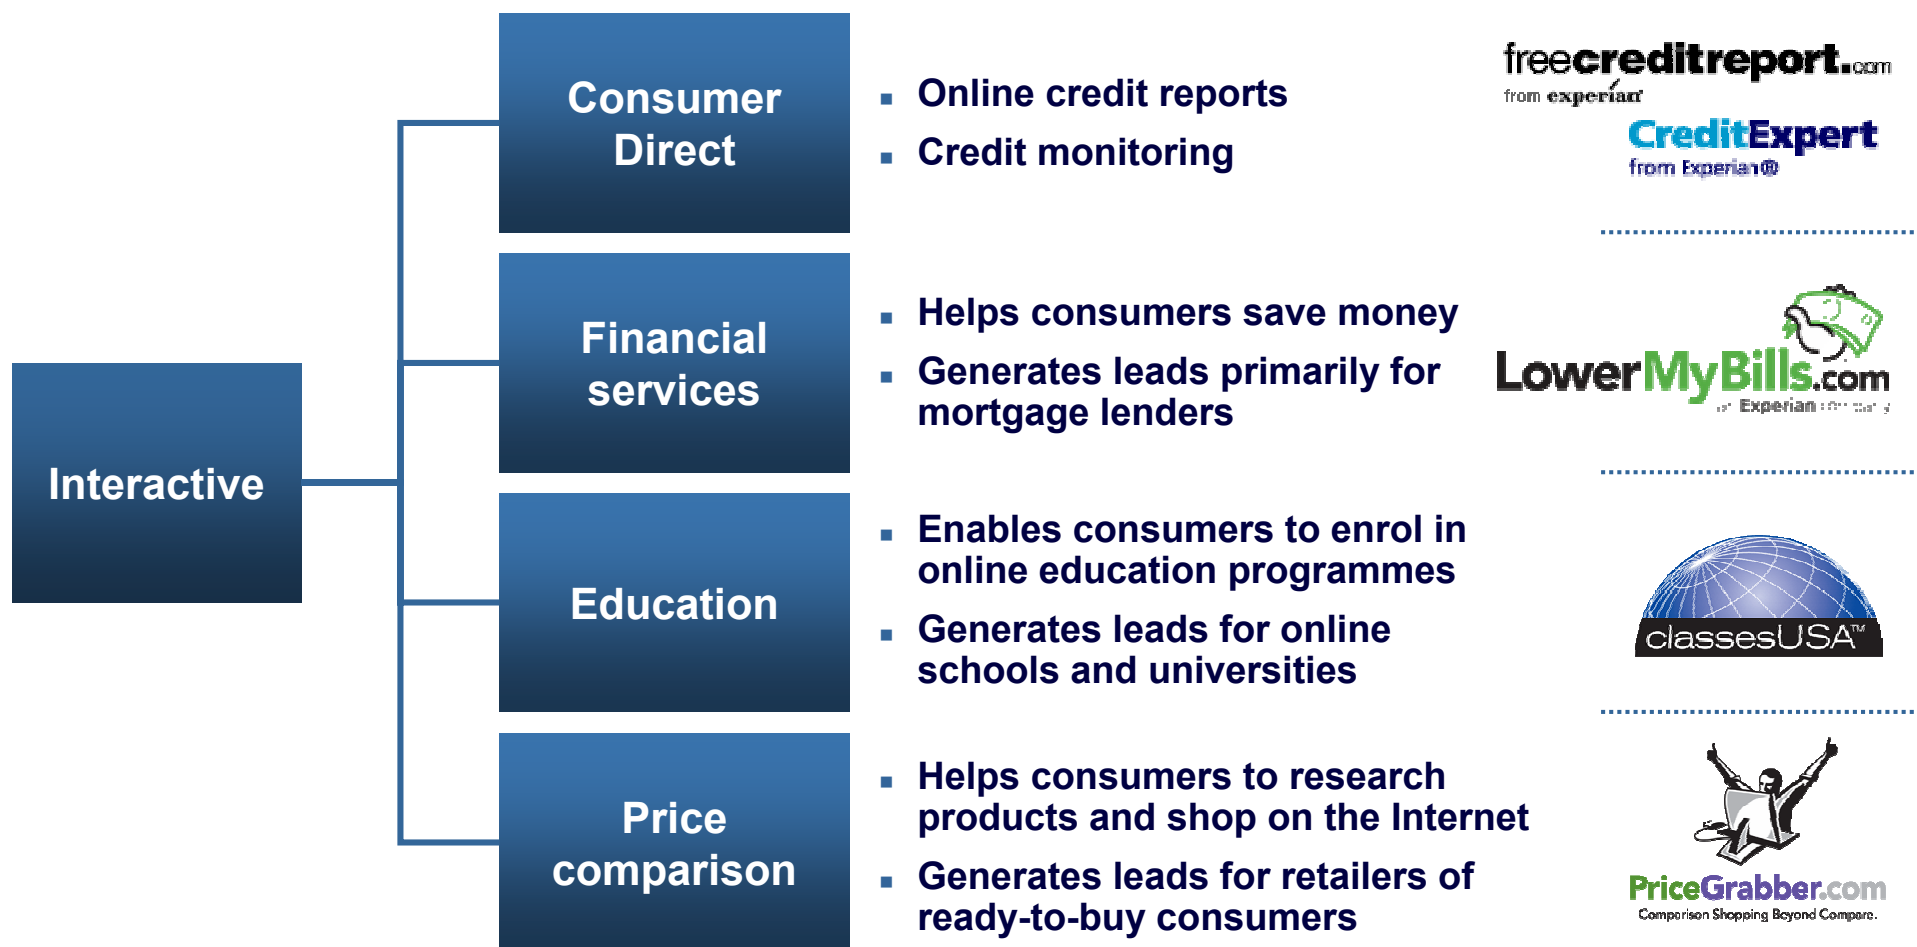 Interactive
Consumer
Direct
Online credit reports
Credit monitoring
freecreditreport.com
from experian
CreditExpert
from Experian®
Financial
services
Helps consumers save money
Generates leads primarily for
mortgage lenders
LowerMyBills.com
Experian
Education
Enables consumers to enrol in
online education programmes
Generates leads for online
schools and universities
classesUSA™
Price
comparison
Helps consumers to research
products and shop on the Internet
Generates leads for retailers of
ready-to-buy consumers
PriceGrabber.com
Comparison Shopping Beyond Compare.